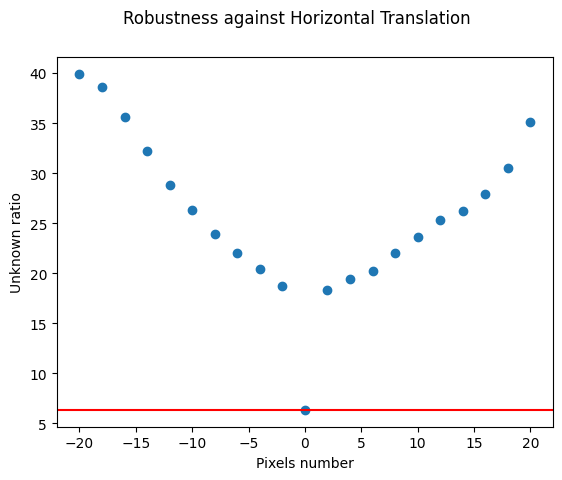 Robustness against Horizontal Translation
40
35
30
25
20
15
10
5
Unknown ratio
−20 −15 −10 −5 0 5 10 15 20
Pixels number